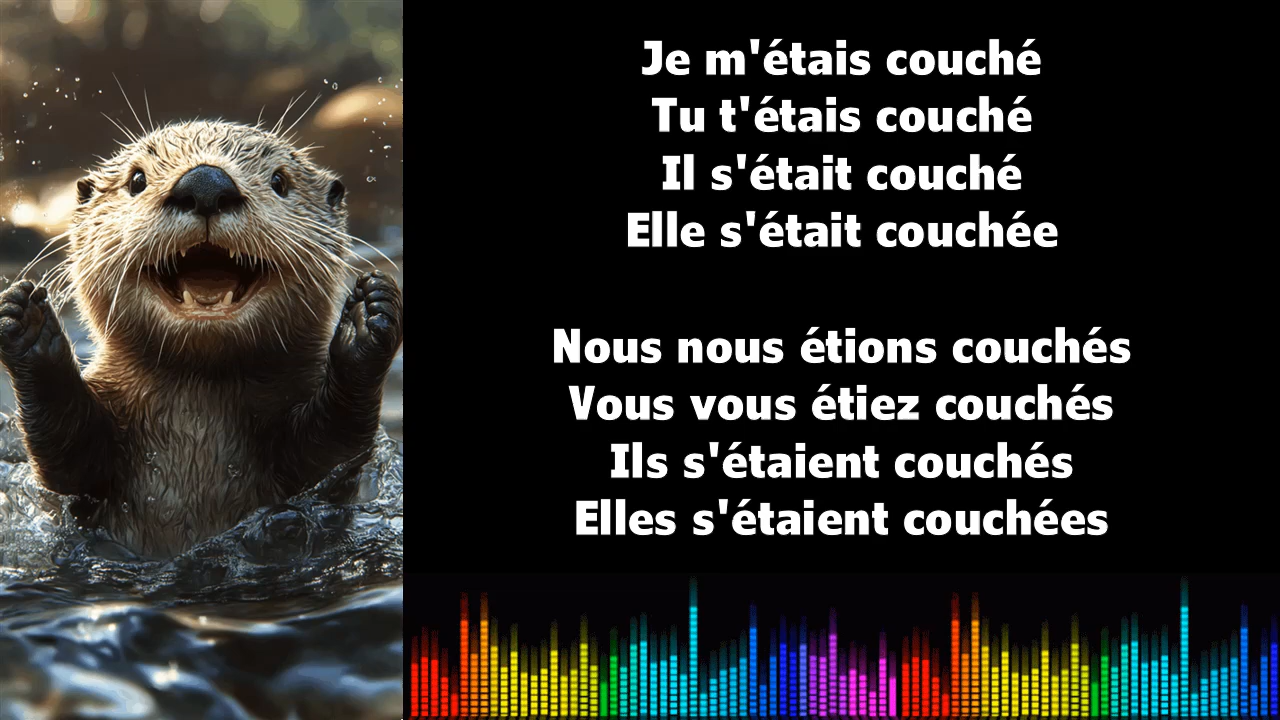 Je m'étais couché
Tu t'étais couché
Il s'était couché
Elle s'était couchée
Nous nous étions couchés
Vous vous étiez couchés
Ils s'étaient couchés
Elles s'étaient couchées